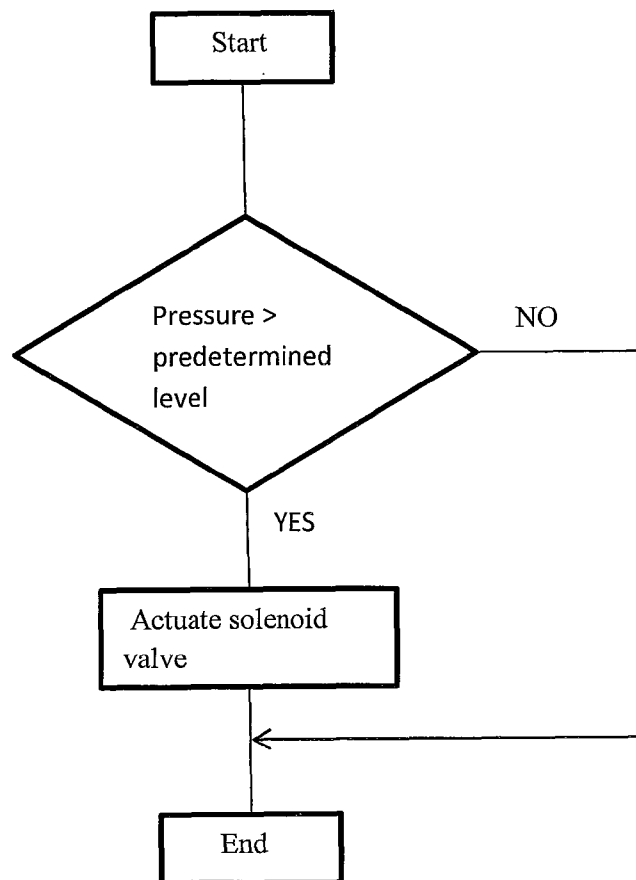 Start
Pressure >
predetermined
level
NO
YES
Actuate solenoid
valve
End